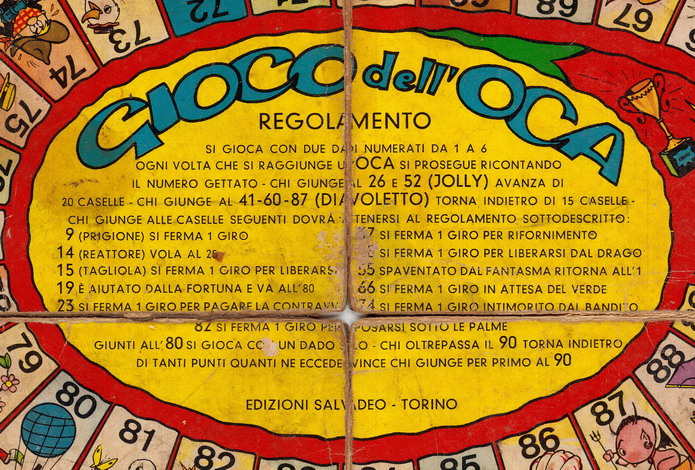 GIOCO dell'OCA
REGOLAMENTO
SI GIOCA CON DUE DADI NUMERATI DA 1 A 6
OGNI VOLTA CHE SI RAGGIUNGE OCA SI PROSEGUE RICONTANDO
IL NUMERO GETTATO - CHI GIUNGE AL 26 E 52 (JOLLY) AVANZA DI
20 CASELLE - CHI GIUNGE AL 41-60-87 (DIAVOLETTO) TORNA INDIETRO DI 15 CASELLE -
CHI GIUNGE ALLE CASELLE SEGUENTI DOVRÀ ATTENERSI AL REGOLAMENTO SOTTODESCRITTO:
9 (PRIGIONE) SI FERMA 1 GIRO
14 (REATTORE) VOLA AL
15 (TAGLIOLA) SI FERMA 1 GIRO PER LIBERARSI
19 È AIUTATO DALLA FORTUNA E VA ALL'80
23 SI FERMA 1 GIRO PER PAGARE LA
SI FERMA 1 GIRO PER RIFORNIMENTO
SI FERMA 1 GIRO PER LIBERARSI DAL DRAGO
55 SPAVENTATO DAL FANTASMA RITORNA ALL'1
66 SI FERMA 1 GIRO IN ATTESA DEL VERDE
74 SI FERMA 1 GIRO INTIMORITO DAL BANDITO
82 SI FERMA 1 GIRO PER RIPOSARSI SOTTO LE PALME
GIUNTI ALL'80 SI GIOCA CON UN DADO SOLO - CHI OLTREPASSA IL 90 TORNA INDIETRO
DI TANTI PUNTI QUANTI NE ECCEDE VINCE CHI GIUNGE PER PRIMO AL 90
EDIZIONI SALVADEO - TORINO
72
73
74
75
69
67
79
80
81
82
84
85
86
87
88